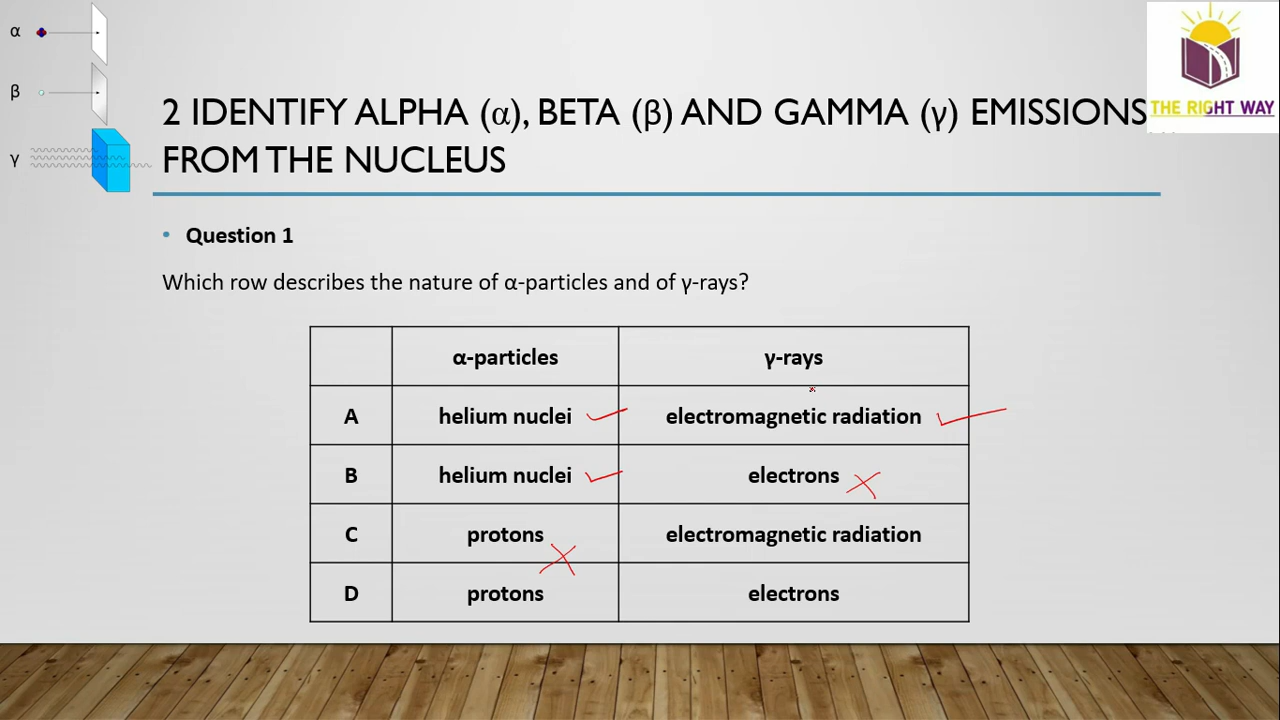 α
β
γ
THE RIGHT WAY
2 IDENTIFY ALPHA (α), BETA (β) AND GAMMA (γ) EMISSIONS
FROM THE NUCLEUS
• Question 1
Which row describes the nature of α-particles and of γ-rays?
α-particles γ-rays
A helium nuclei electromagnetic radiation
B helium nuclei electrons
C protons electromagnetic radiation
D protons electrons